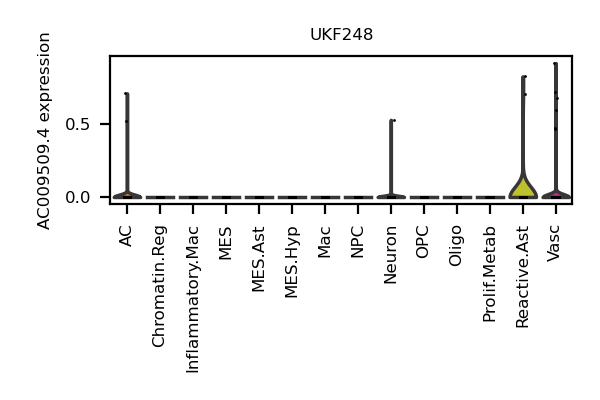 UKF248
AC009509.4 expression
0.5
0.0
AC
Chromatin.Reg
Inflammatory.Mac
MES
MES.Ast
MES.Hyp
Mac
NPC
Neuron
OPC
Oligo
Prolif.Metab
Reactive.Ast
Vasc